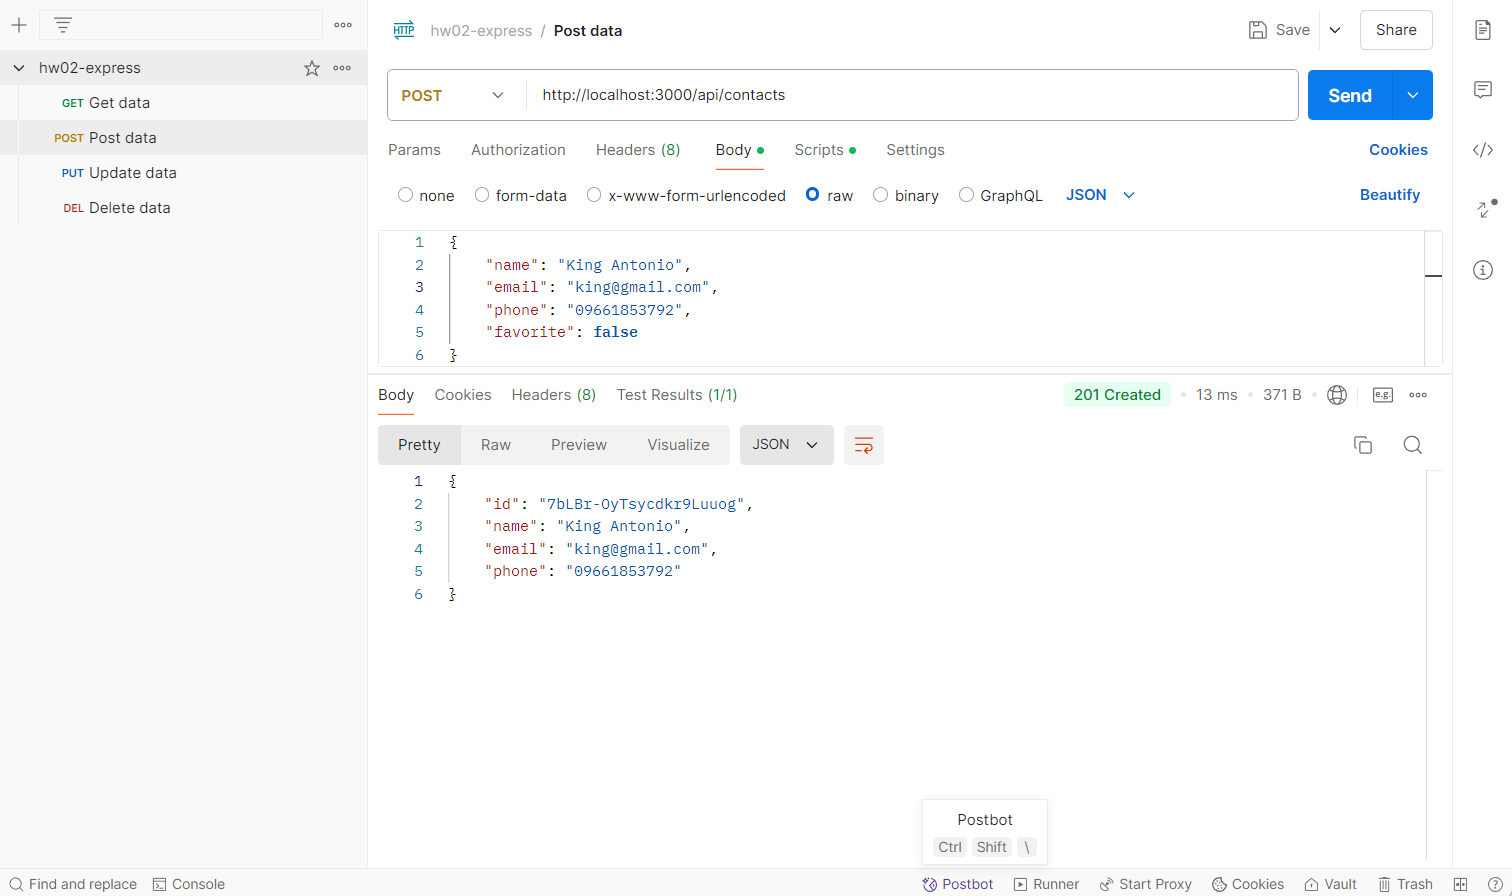 hw02-express
GET Get data
POST Post data
PUT Update data
DEL Delete data
HTTP hw02-express / Post data
Save
Share
POST
http://localhost:3000/api/contacts
Send
Params Authorization Headers (8) Body Scripts Settings
Cookies
none form-data x-www-form-urlencoded raw binary GraphQL JSON
Beautify
1 {
2 "name": "King Antonio",
3 "email": "king@gmail.com",
4 "phone": "09661853792",
5 "favorite": false
6 }
Body Cookies Headers (8) Test Results (1/1)
201 Created 13 ms 371 B e.g.
Pretty Raw Preview Visualize JSON
1 {
2 "id": "7bLBr-OyTsycdkr9Luuog",
3 "name": "King Antonio",
4 "email": "king@gmail.com",
5 "phone": "09661853792"
6 }
Postbot
Ctrl Shift \
Find and replace Console
Postbot Runner Start Proxy Cookies Vault Trash